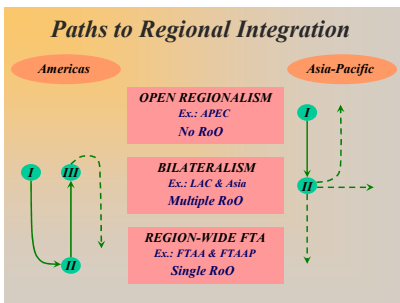 Paths to Regional Integration
Americas
Asia-Pacific
OPEN REGIONALISM
Ex.: APEC
No RoO
I
BILATERALISM
Ex.: LAC & Asia
Multiple RoO
I
III
II
REGION-WIDE FTA
Ex.: FTAA & FTAAP
Single RoO
II